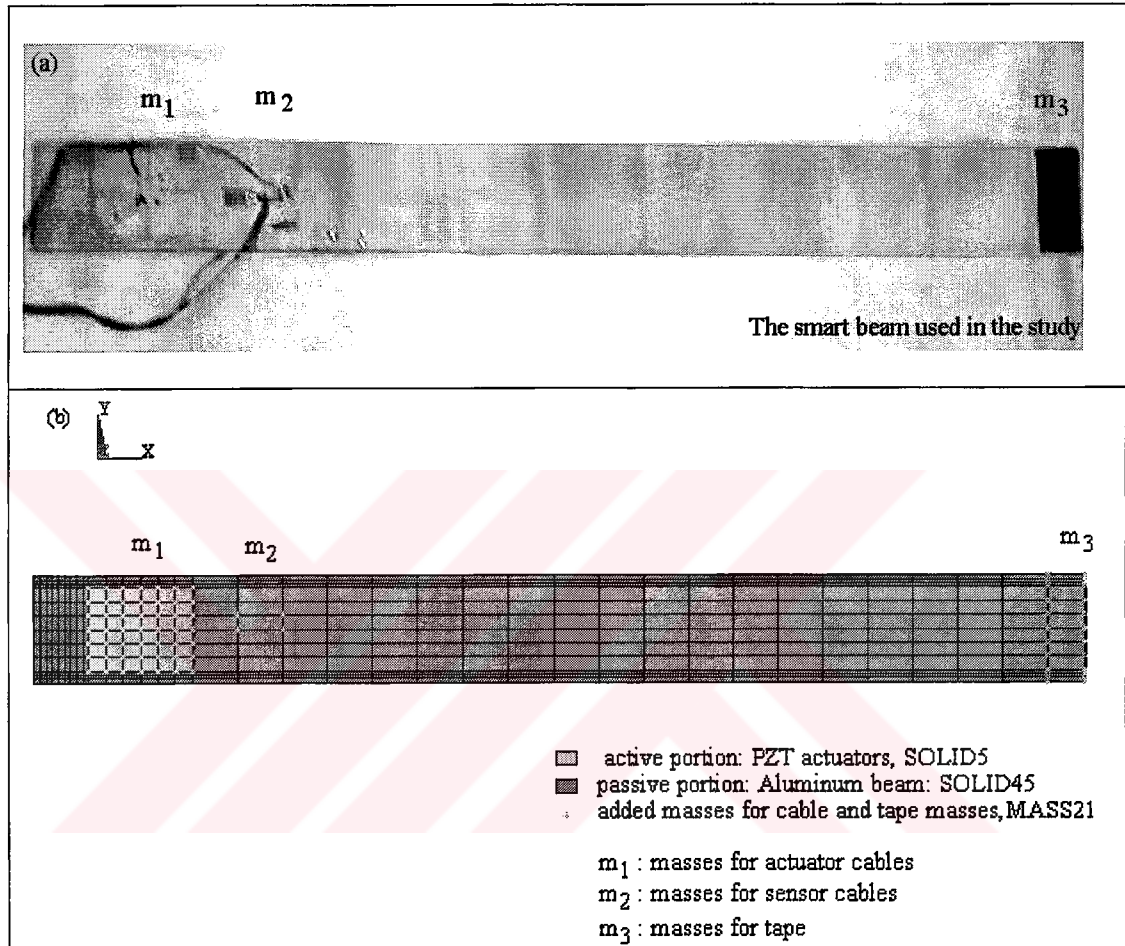 (a)
m1
m2
m3
The smart beam used in the study
(b)
Y
X
m1
m2
m3
active portion: PZT actuators, SOLID5
passive portion: Aluminum beam: SOLID45
added masses for cable and tape masses,MASS21
m1 : masses for actuator cables
m2 : masses for sensor cables
m3 : masses for tape